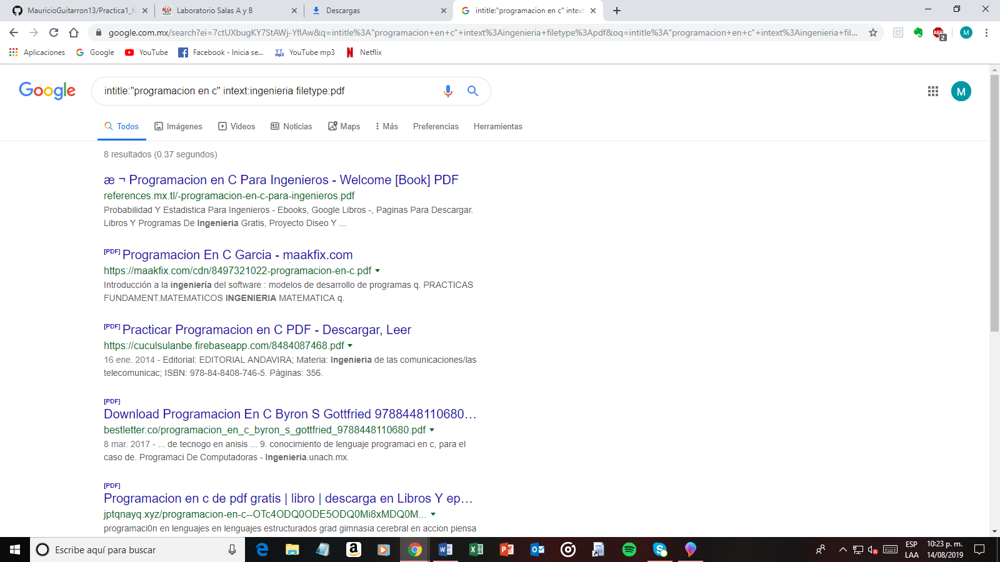 MauricioGuitarron13/Practica1_fo
Laboratorio Salas A y B
Descargas
intitle:"programacion en c" intext
google.com.mx/search?ei=7ctUXbugKY7StAWj-YflAw&q=intitle%3A"programacion+en+c"+intext%3Aingenieria+filetype%3Apdf&oq=intitle%3A"programacion+en+c"+intext%3Aingenieria+fil...
ABP
2
M
Aplicaciones
Google
YouTube
Facebook - Inicia se...
YT mp3
YouTube mp3
Netflix
Google
intitle:"programacion en c" intext:ingenieria filetype:pdf
M
Todos
Imágenes
Videos
Noticias
Maps
Más
Preferencias
Herramientas
8 resultados (0.37 segundos)
æ ¬ Programacion en C Para Ingenieros - Welcome [Book] PDF
references.mx.tl/-programacion-en-c-para-ingenieros.pdf
Probabilidad Y Estadistica Para Ingenieros - Ebooks, Google Libros -, Paginas Para Descargar.
Libros Y Programas De Ingenieria Gratis, Proyecto Diseo Y ...
[PDF] Programacion En C Garcia - maakfix.com
https://maakfix.com/cdn/8497321022-programacion-en-c.pdf
Introducción a la ingeniería del software : modelos de desarrollo de programas q. PRACTICAS
FUNDAMENT.MATEMATICOS INGENIERIA MATEMATICA q.
[PDF] Practicar Programacion en C PDF - Descargar, Leer
https://cuculsulanbe.firebaseapp.com/8484087468.pdf
16 ene. 2014 - Editorial: EDITORIAL ANDAVIRA; Materia: Ingenieria de las comunicaciones/las
telecomunicac; ISBN: 978-84-8408-746-5. Páginas: 356.
[PDF]
Download Programacion En C Byron S Gottfried 9788448110680...
bestletter.co/programacion_en_c_byron_s_gottfried_9788448110680.pdf
8 mar. 2017 - ... de tecnogo en anisis ... 9. conocimiento de lenguaje programaci en c, para el
caso de. Programaci De Computadoras - Ingenieria.unach.mx.
[PDF]
Programacion en c de pdf gratis | libro | descarga en Libros Y ep...
jptqnayq.xyz/programacion-en-c--OTc4ODQ0ODE5ODQ0Mi8xMDQ0M...
programaci0n en lenguajes en lenguajes estructurados grad gimnasia cerebral en accion piensa
Escribe aquí para buscar
ESP
LAA
10:23 p. m.
14/08/2019